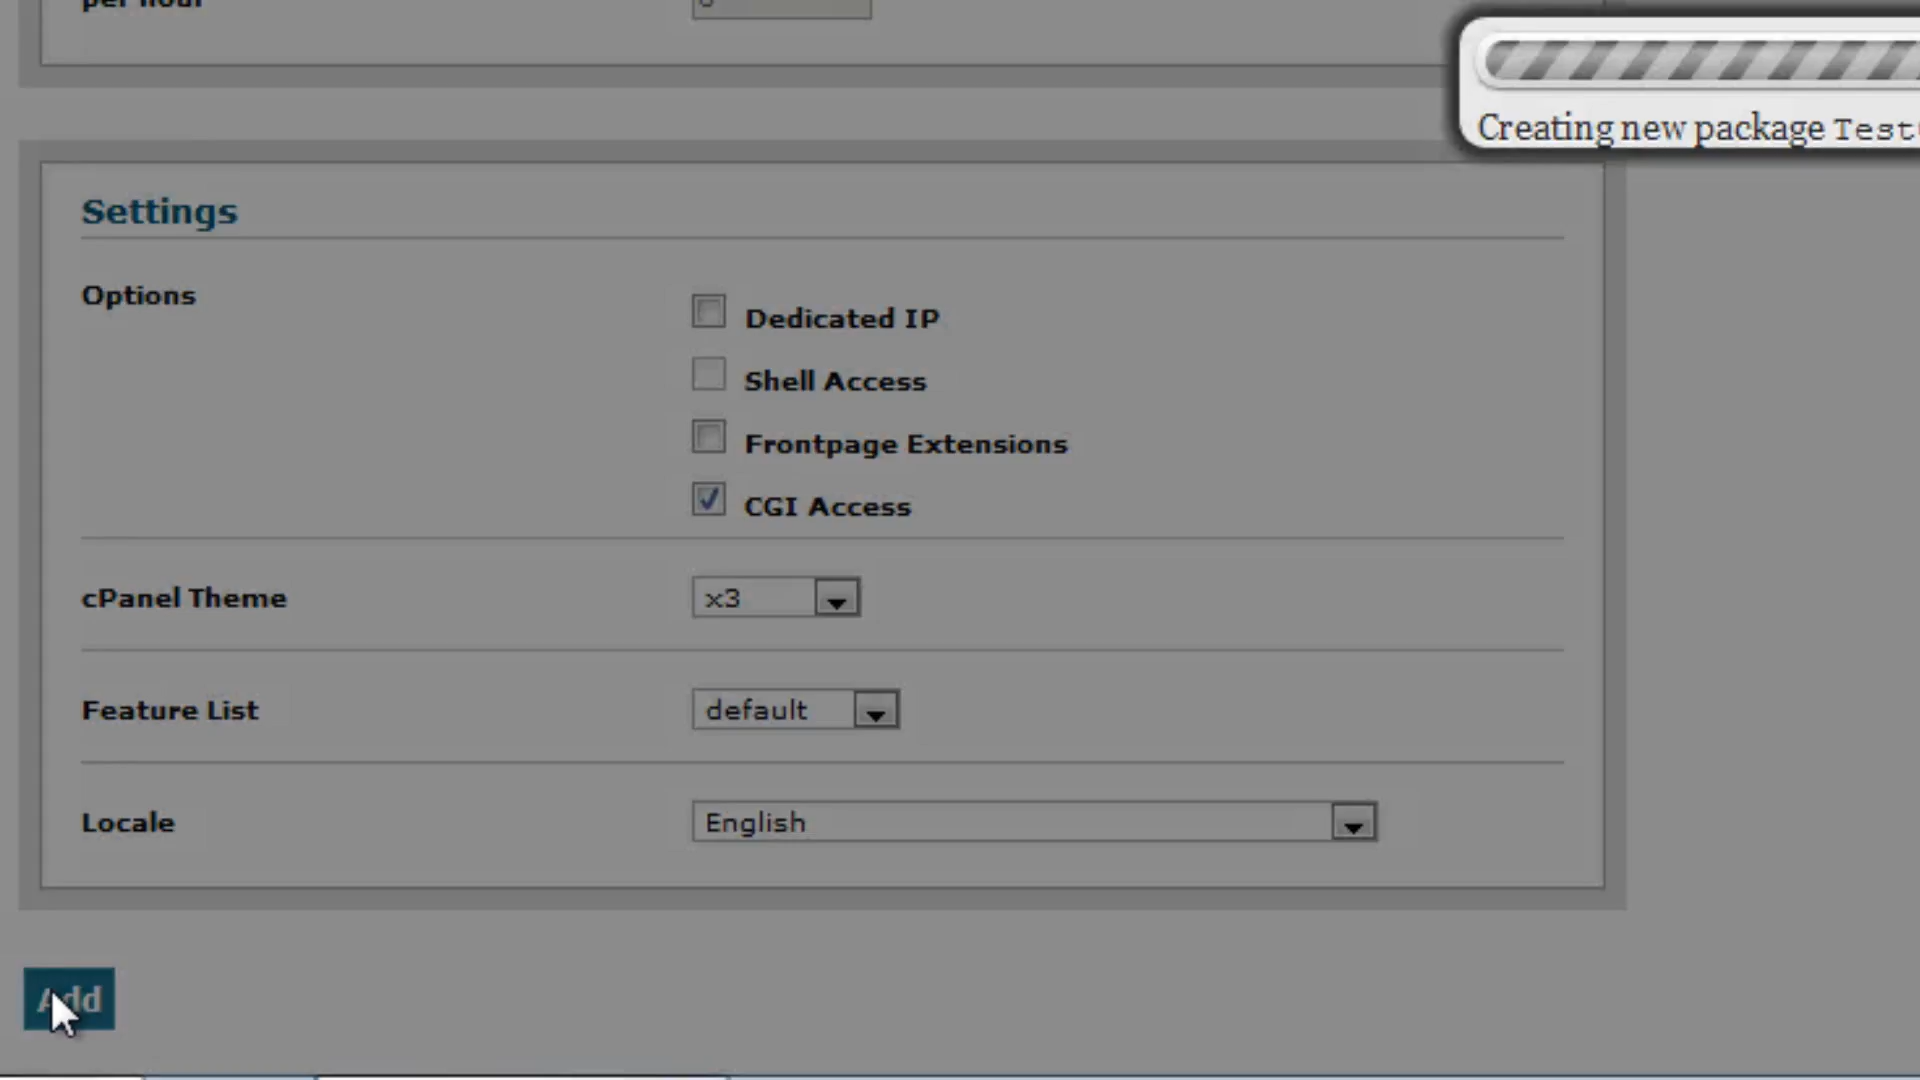 per hour
Creating new package Test
Settings
Options
Dedicated IP
Shell Access
Frontpage Extensions
CGI Access
cPanel Theme
x3
Feature List
default
Locale
English
Add